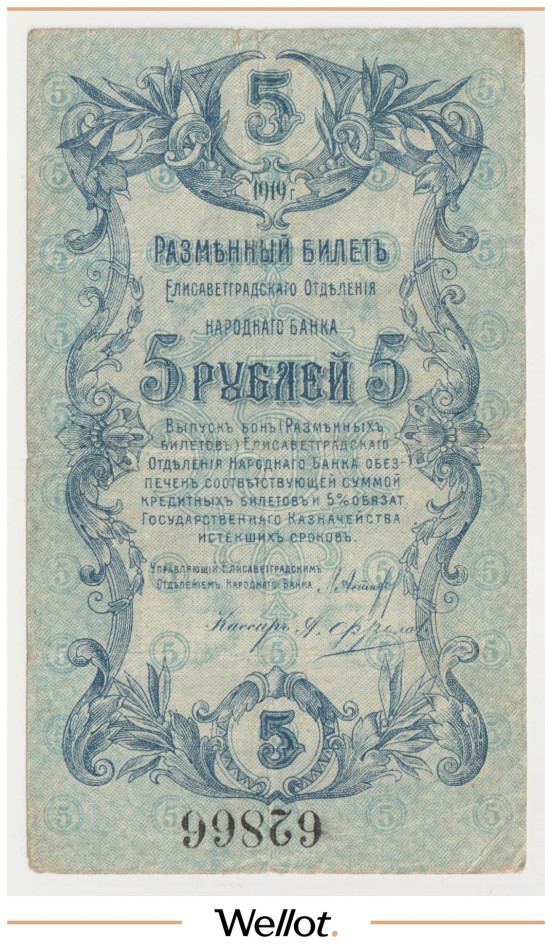 5
1919 г.
Размѣнный билетъ
Елисаветградскаго Отдѣленія
Народнаго Банка
5 рублей 5
Выпускъ бонъ (Размѣнныхъ
билетовъ) Елисаветградскаго
Отдѣленія Народнаго Банка обез-
печенъ соотвѣтствующей суммой
кредитныхъ билетовъ и 5% обязат.
Государственнаго Казначейства
истекшихъ сроковъ.
Управляющій Елисаветградскимъ
Отдѣленіемъ Народнаго Банка
Кассиръ
5
62866
Wellot.